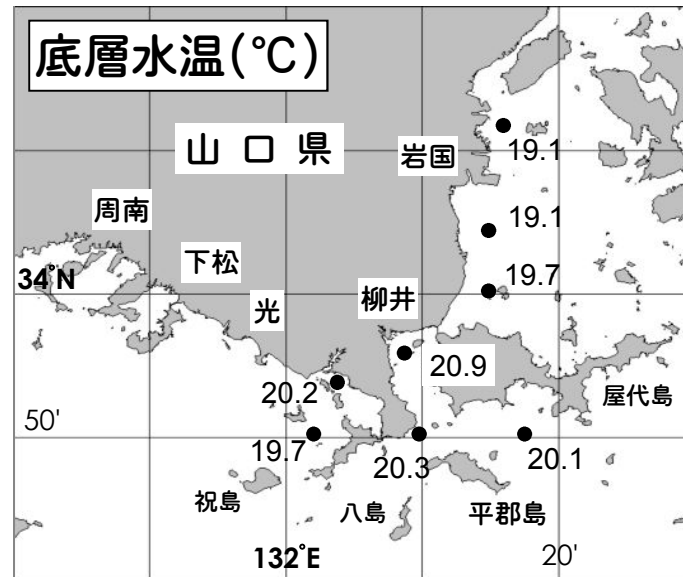 底層水温(℃)
山口県
岩国
19.1
周南
19.1
下松
34°N
19.7
光
柳井
20.9
20.2
屋代島
50'
19.7
20.3
20.1
祝島
八島
平郡島
132°E
20'